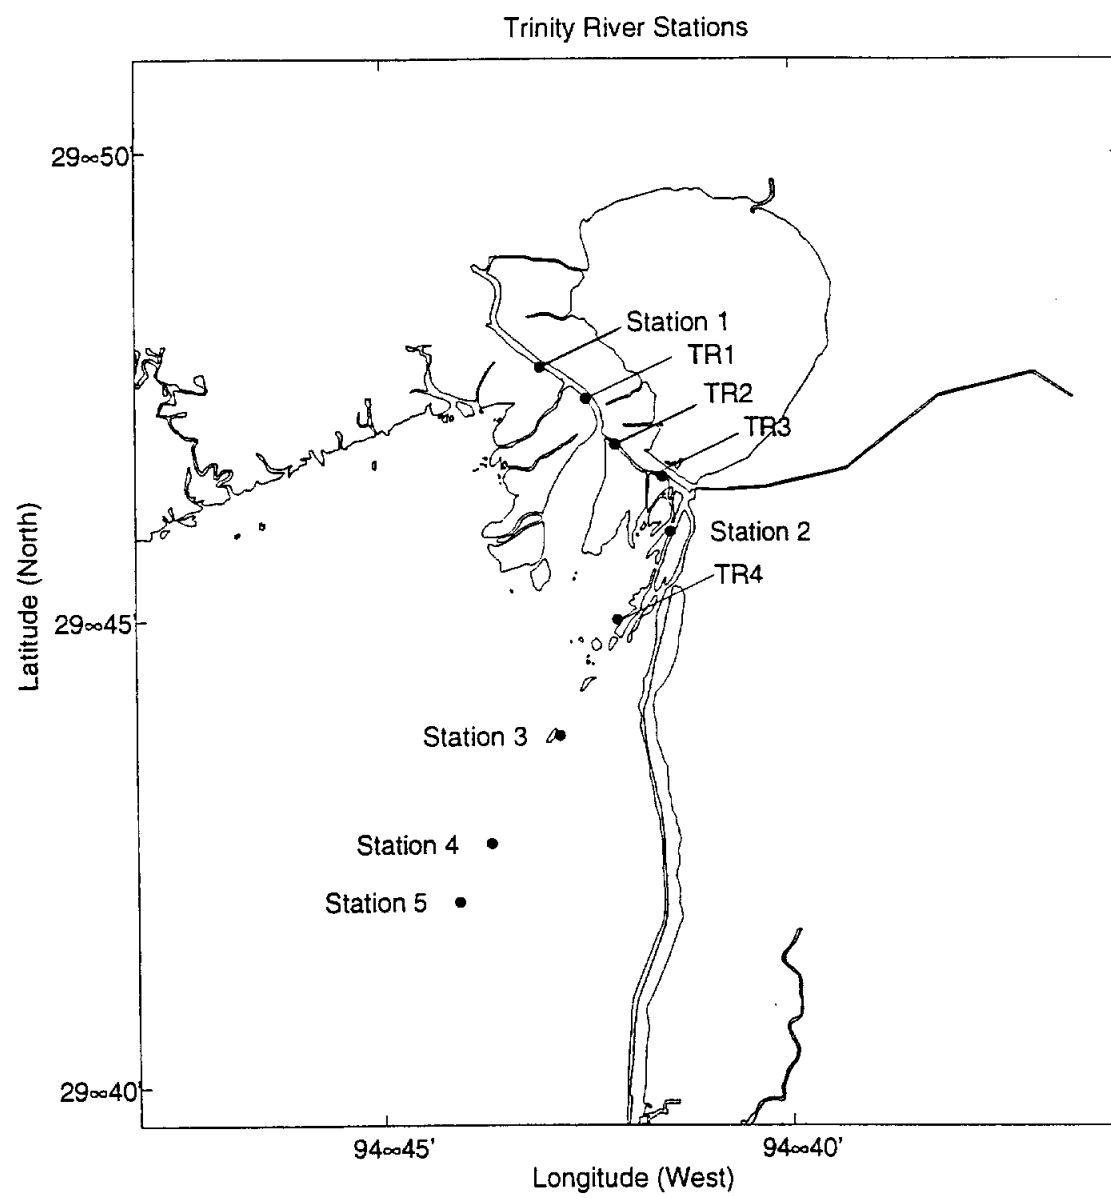 Trinity River Stations
29∞50'
Station 1
TR1
TR2
TR3
Station 2
TR4
29∞45'
Latitude (North)
Station 3
Station 4
Station 5
29∞40'
94∞45'
94∞40'
Longitude (West)